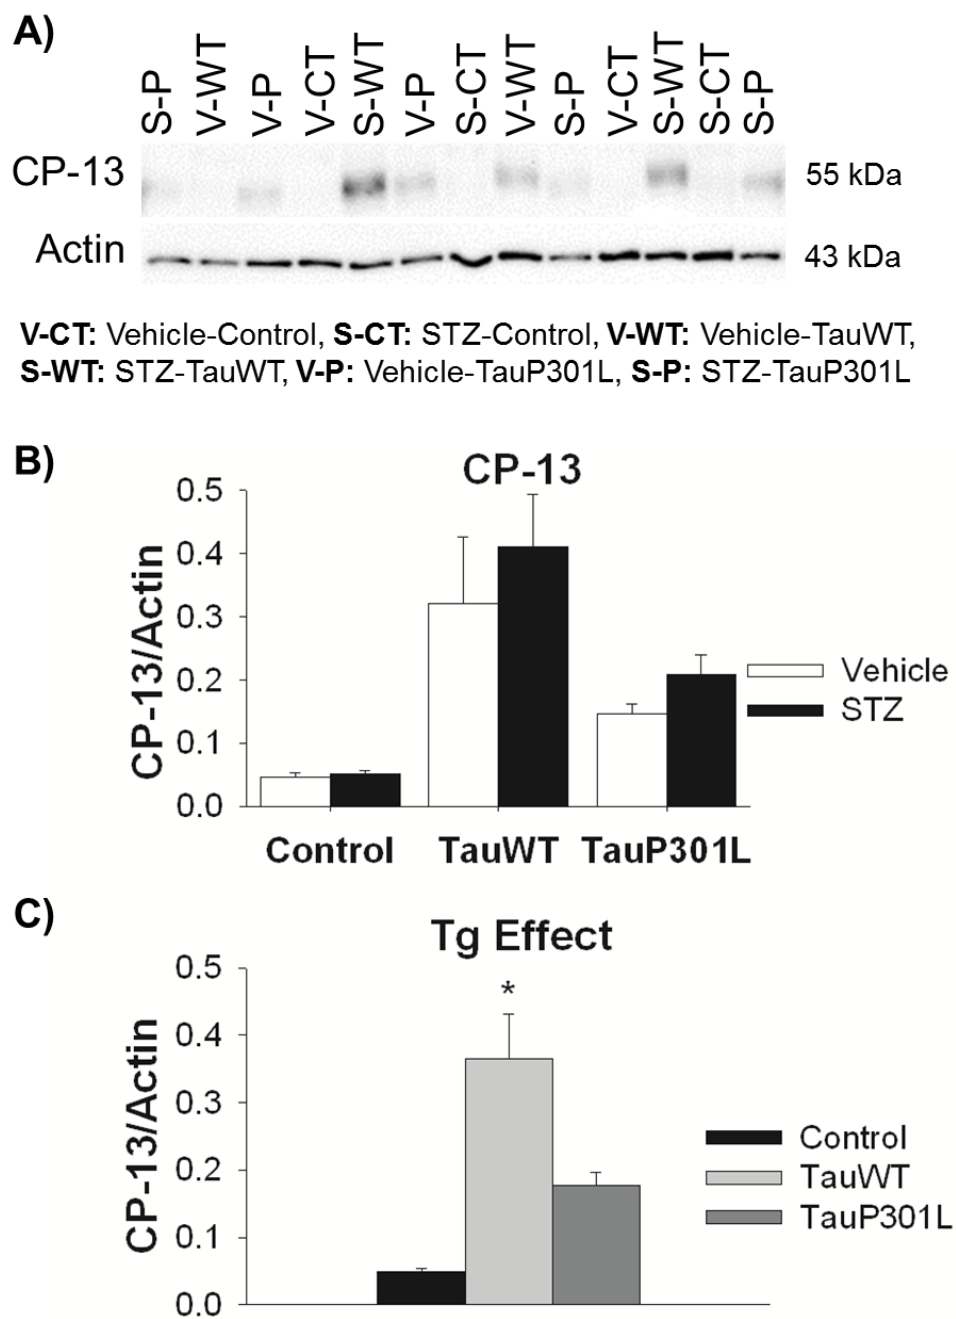 A)
S-P V-WT V-P V-CT S-WT V-P S-CT V-WT S-P V-CT S-WT S-CT S-P
CP-13 55 kDa
Actin 43 kDa
V-CT: Vehicle-Control, S-CT: STZ-Control, V-WT: Vehicle-TauWT,
S-WT: STZ-TauWT, V-P: Vehicle-TauP301L, S-P: STZ-TauP301L
B)
CP-13
CP-13/Actin
0.5
0.4
0.3
0.2
0.1
0.0
Control TauWT TauP301L
Vehicle
STZ
C)
Tg Effect
CP-13/Actin
0.5
0.4
0.3
0.2
0.1
0.0
*
Control
TauWT
TauP301L